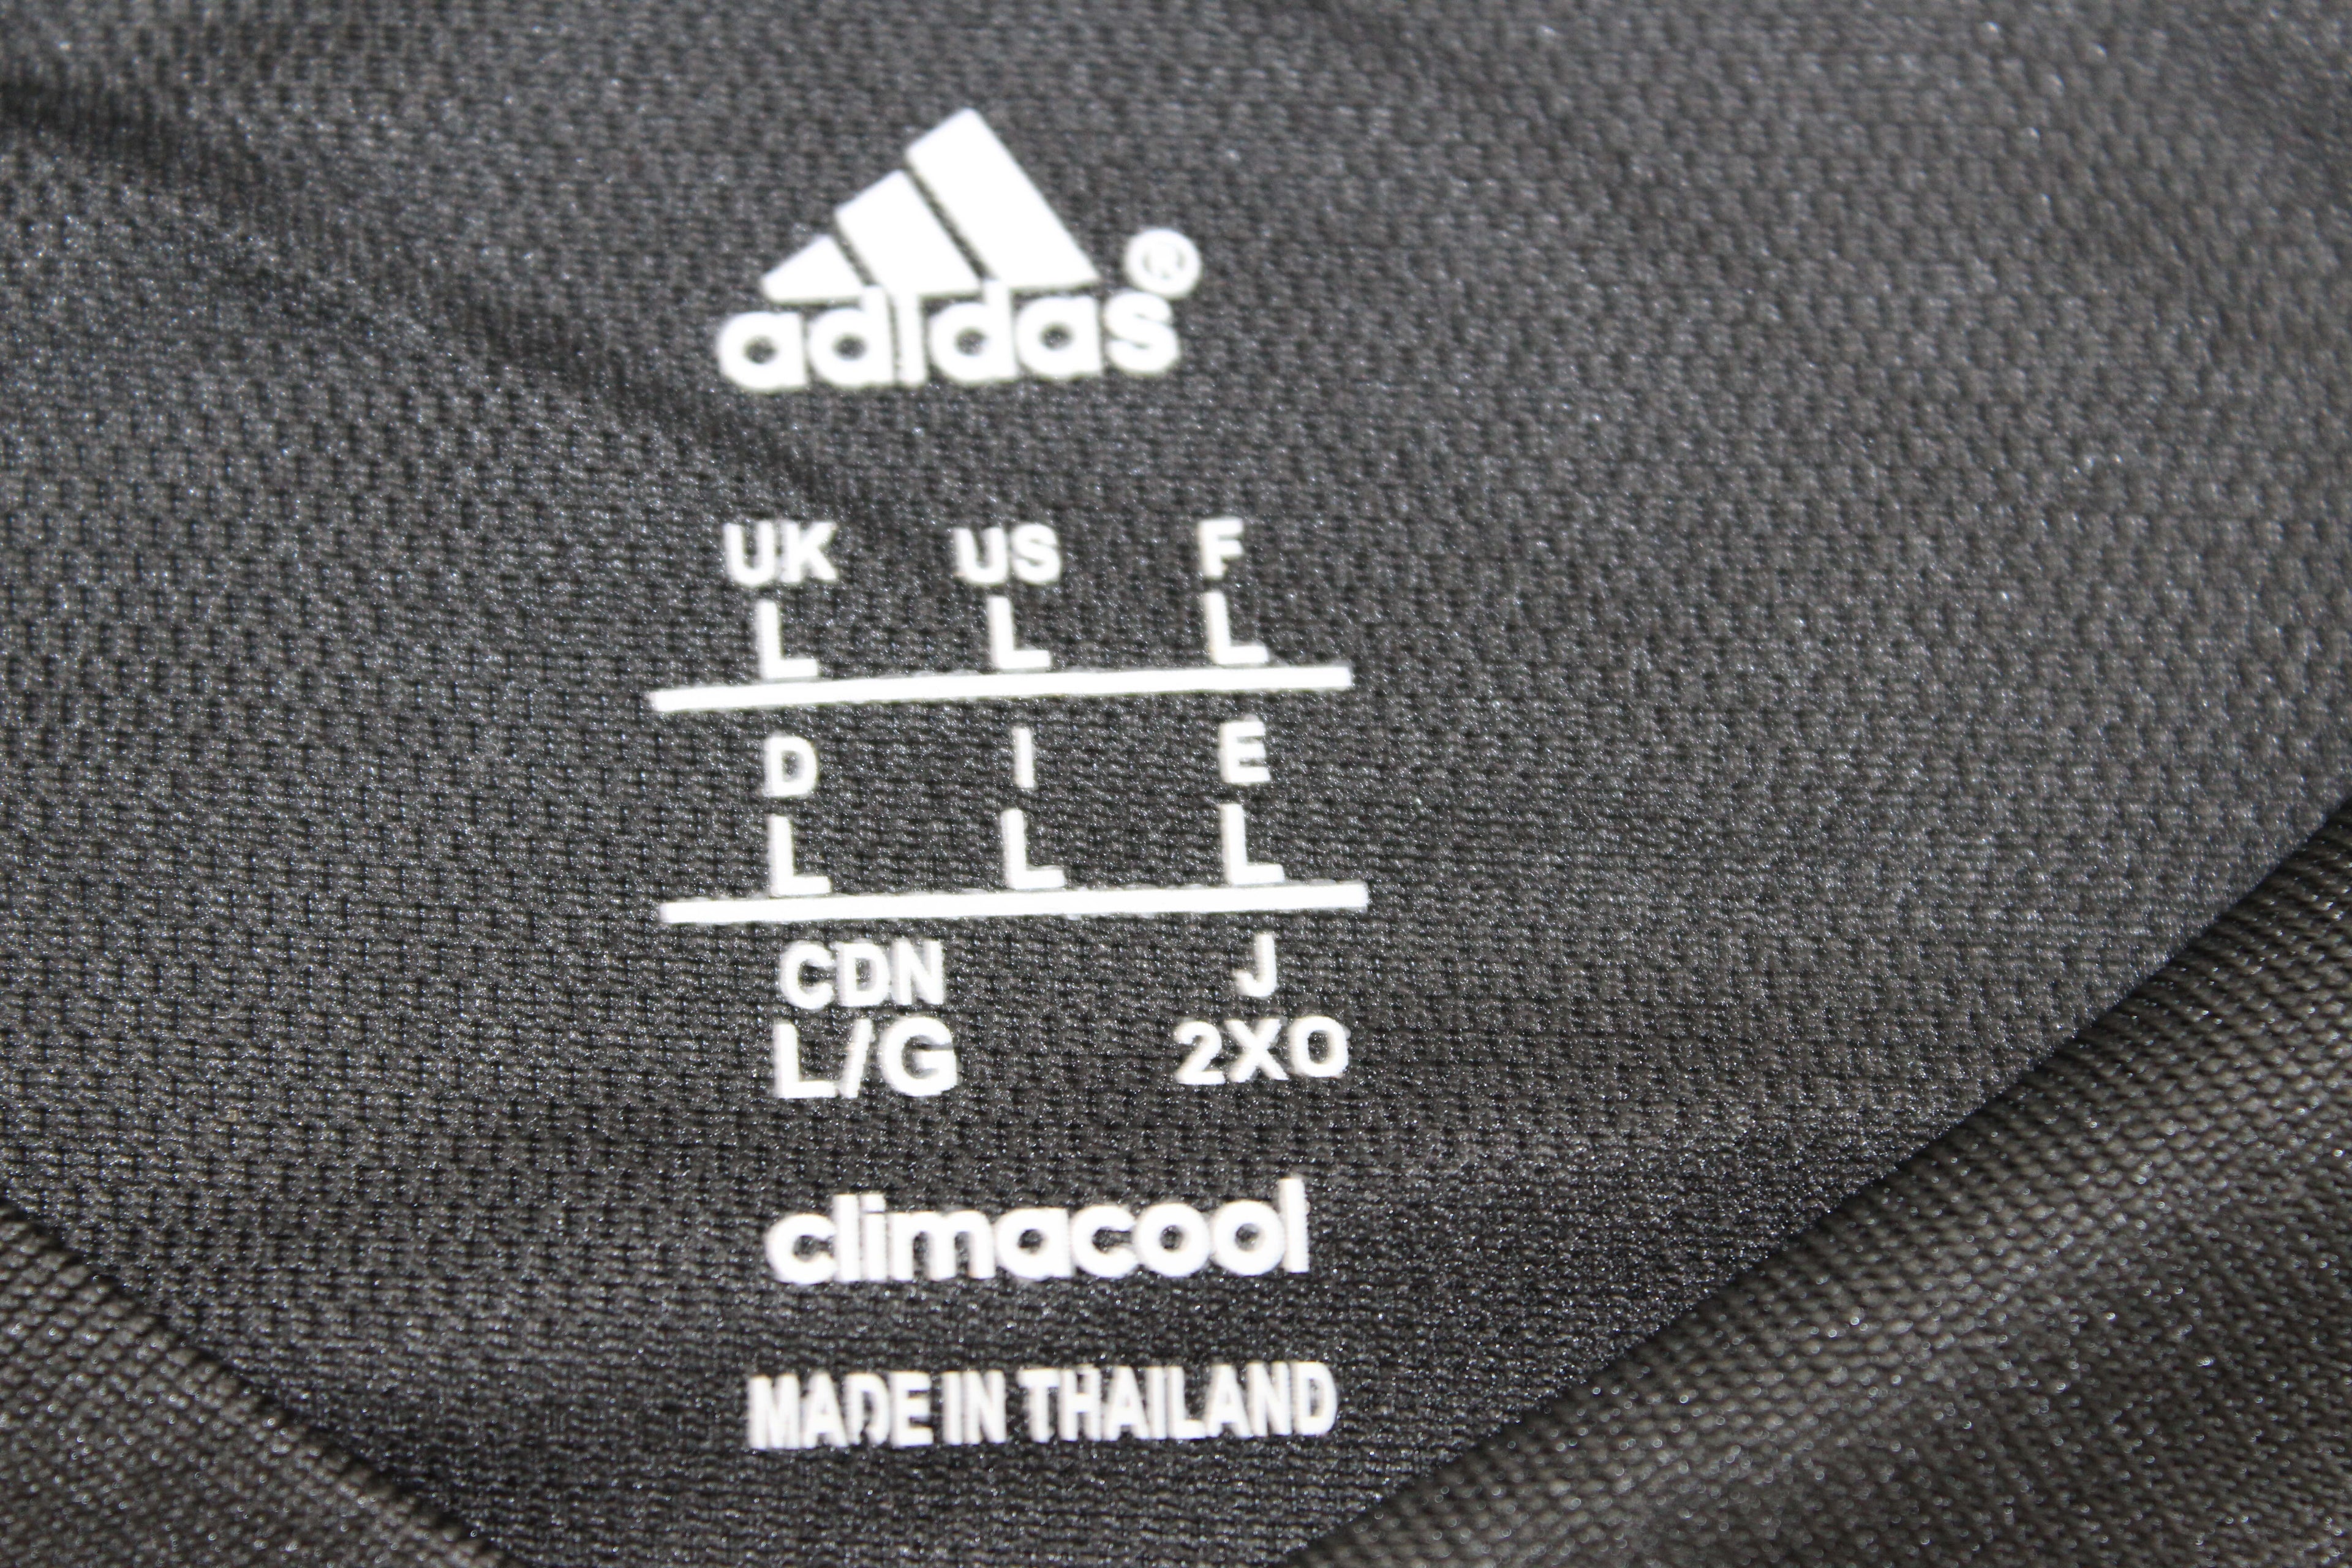 adidas®
UK US F
L L L
D I E
L L L
CDN J
L/G 2XO
climacool
MADE IN THAILAND